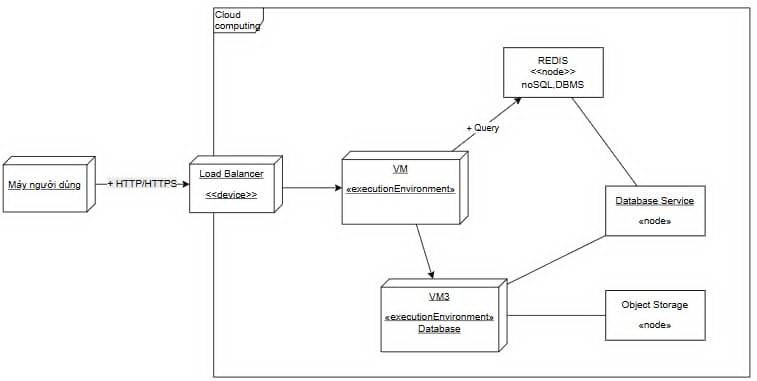 Cloud
computing
REDIS
<<node>>
noSQL,DBMS
+ Query
Máy người dùng
+ HTTP/HTTPS
Load Balancer
<<device>>
VM
«executionEnvironment»
Database Service
«node»
VM3
«executionEnvironment»
Database
Object Storage
«node»